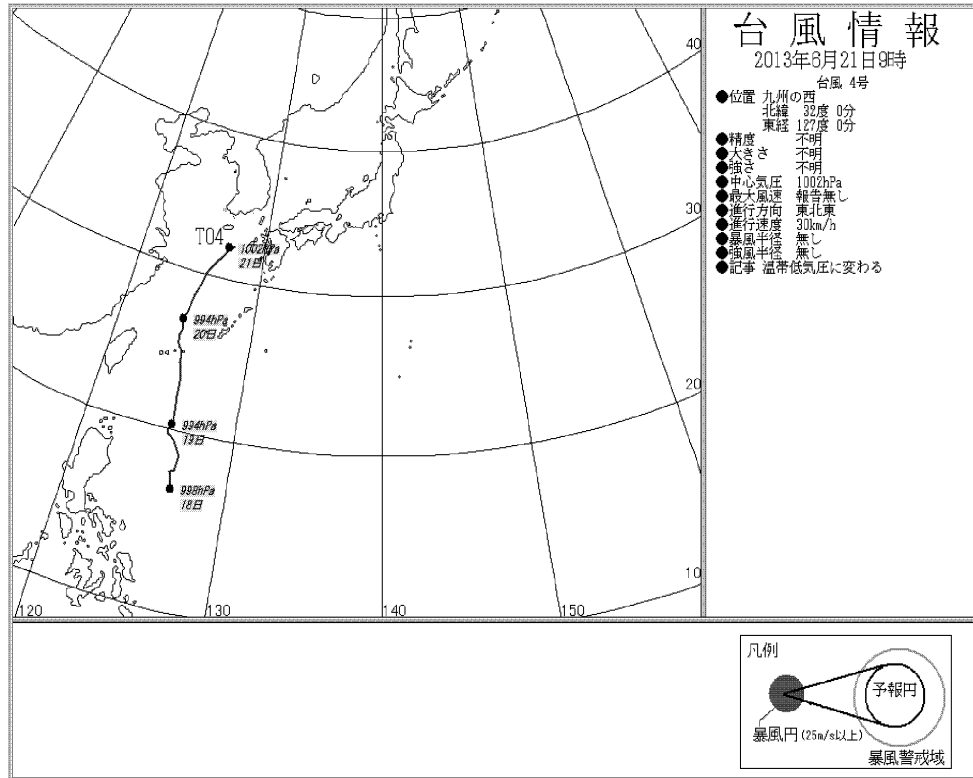 台風情報
2013年6月21日9時
台風 4号
●位置 九州の西
北緯 32度 0分
東経 127度 0分
●精度 不明
●大きさ 不明
●強さ 不明
●中心気圧 1002hPa
●最大風速 報告無し
●進行方向 東北東
●進行速度 30km/h
●暴風半径 無し
●強風半径 無し
●記事 温帯低気圧に変わる
40
30
20
10
T04
1002hPa
21日
994hPa
20日
994hPa
19日
998hPa
18日
120
130
140
150
凡例
予報円
暴風円(25m/s以上)
暴風警戒域